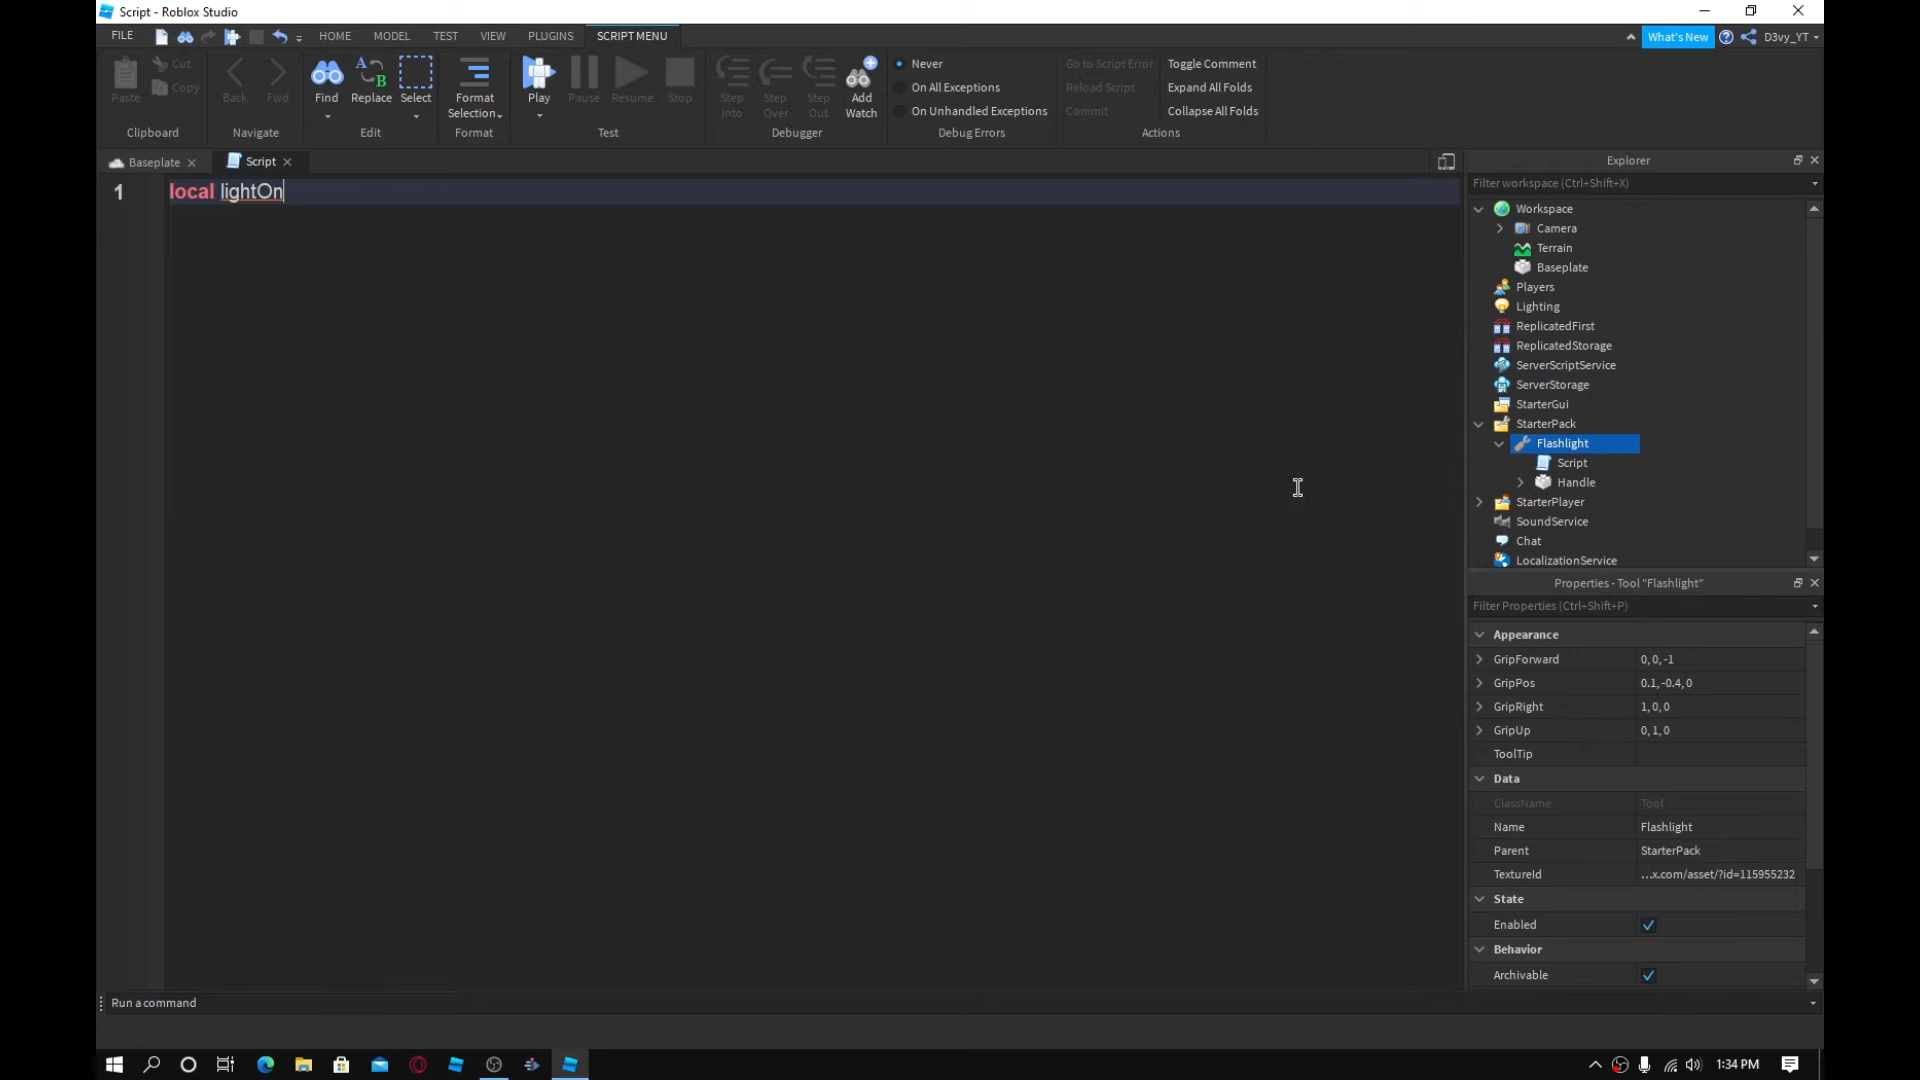 Script - Roblox Studio
FILE HOME MODEL TEST VIEW PLUGINS SCRIPT MENU What's New D3vy_YT
Paste Cut Copy
Clipboard
Back Fwd
Navigate
Find Replace Select
Edit
Format Selection
Format
Play Pause Resume Stop
Test
Step Into Step Over Step Out Add Watch
Debugger
Never
On All Exceptions
On Unhandled Exceptions
Debug Errors
Go to Script Error
Reload Script
Commit
Toggle Comment
Expand All Folds
Collapse All Folds
Actions
Baseplate Script
1 local lightOn
Explorer
Filter workspace (Ctrl+Shift+X)
Workspace
Camera
Terrain
Baseplate
Players
Lighting
ReplicatedFirst
ReplicatedStorage
ServerScriptService
ServerStorage
StarterGui
StarterPack
Flashlight
Script
Handle
StarterPlayer
SoundService
Chat
LocalizationService
Properties - Tool "Flashlight"
Filter Properties (Ctrl+Shift+P)
Appearance
GripForward 0, 0, -1
GripPos 0.1, -0.4, 0
GripRight 1, 0, 0
GripUp 0, 1, 0
ToolTip
Data
ClassName Tool
Name Flashlight
Parent StarterPack
TextureId ...x.com/asset/?id=115955232
State
Enabled
Behavior
Archivable
Run a command
1:34 PM